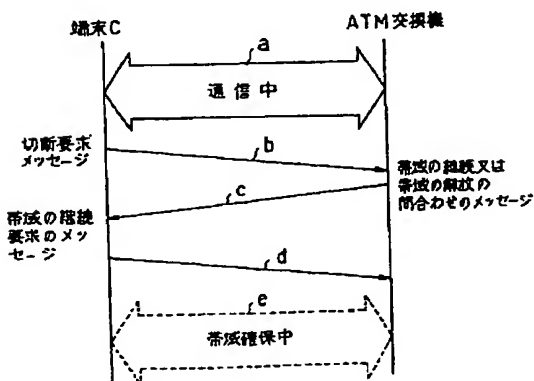 端末C
ATM交換機
a
通信中
切断要求
メッセージ
b
帯域の継続又は
帯域の解放の
問合わせのメッセージ
c
帯域の継続
要求のメッ
セージ
d
e
帯域確保中